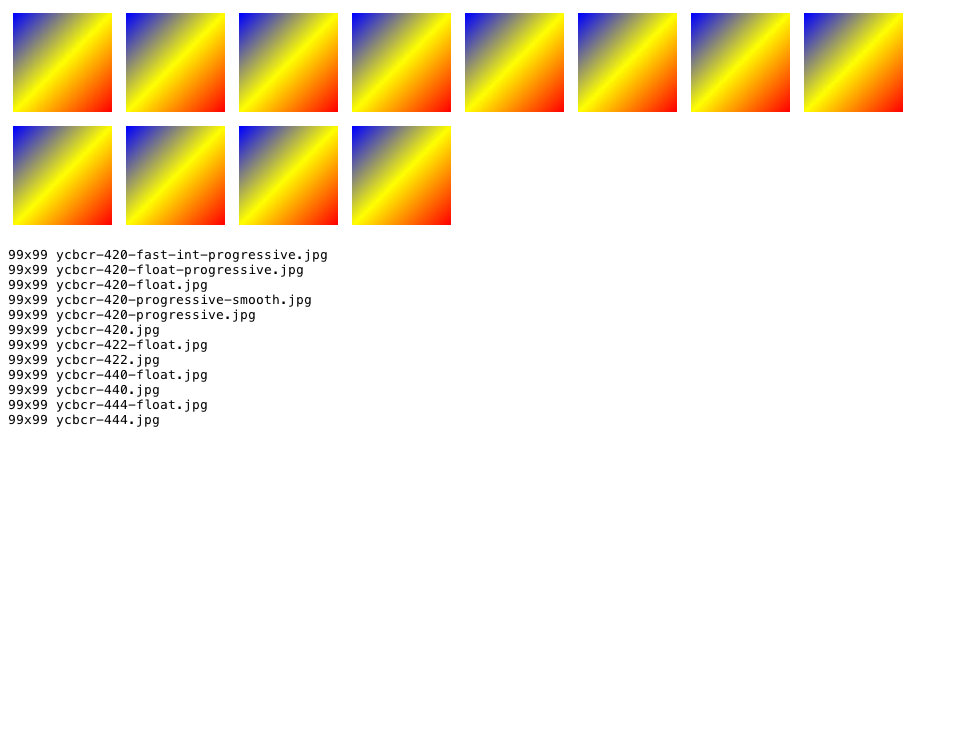 99x99 ycbcr-420-fast-int-progressive.jpg
99x99 ycbcr-420-float-progressive.jpg
99x99 ycbcr-420-float.jpg
99x99 ycbcr-420-progressive-smooth.jpg
99x99 ycbcr-420-progressive.jpg
99x99 ycbcr-420.jpg
99x99 ycbcr-422-float.jpg
99x99 ycbcr-422.jpg
99x99 ycbcr-440-float.jpg
99x99 ycbcr-440.jpg
99x99 ycbcr-444-float.jpg
99x99 ycbcr-444.jpg